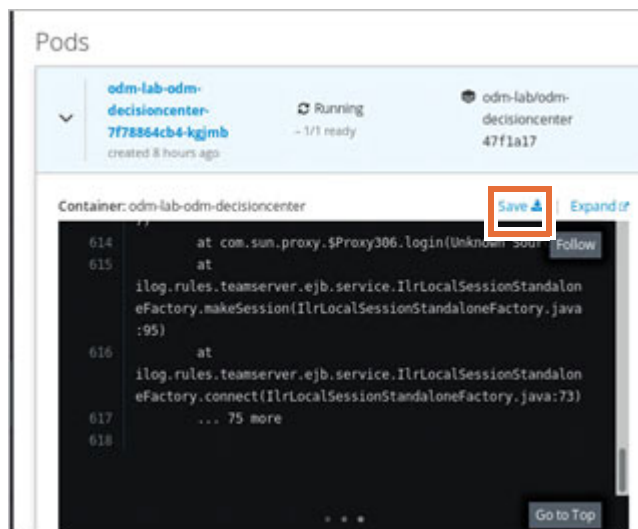 Pods
odm-lab-odm-
decisioncenter-
7f78864cb4-kgjmb
created 8 hours ago
Running
– 1/1 ready
odm-lab/odm-
decisioncenter
47f1a17
Container: odm-lab-odm-decisioncenter
Save | Expand
614 at com.sun.proxy.$Proxy306.login(Unknown
Follow
615 at
ilog.rules.teamserver.ejb.service.IlrLocalSessionStandalon
eFactory.makeSession(IlrLocalSessionStandaloneFactory.java
:95)
616 at
ilog.rules.teamserver.ejb.service.IlrLocalSessionStandalon
eFactory.connect(IlrLocalSessionStandaloneFactory.java:73)
617 ... 75 more
618
Go to Top